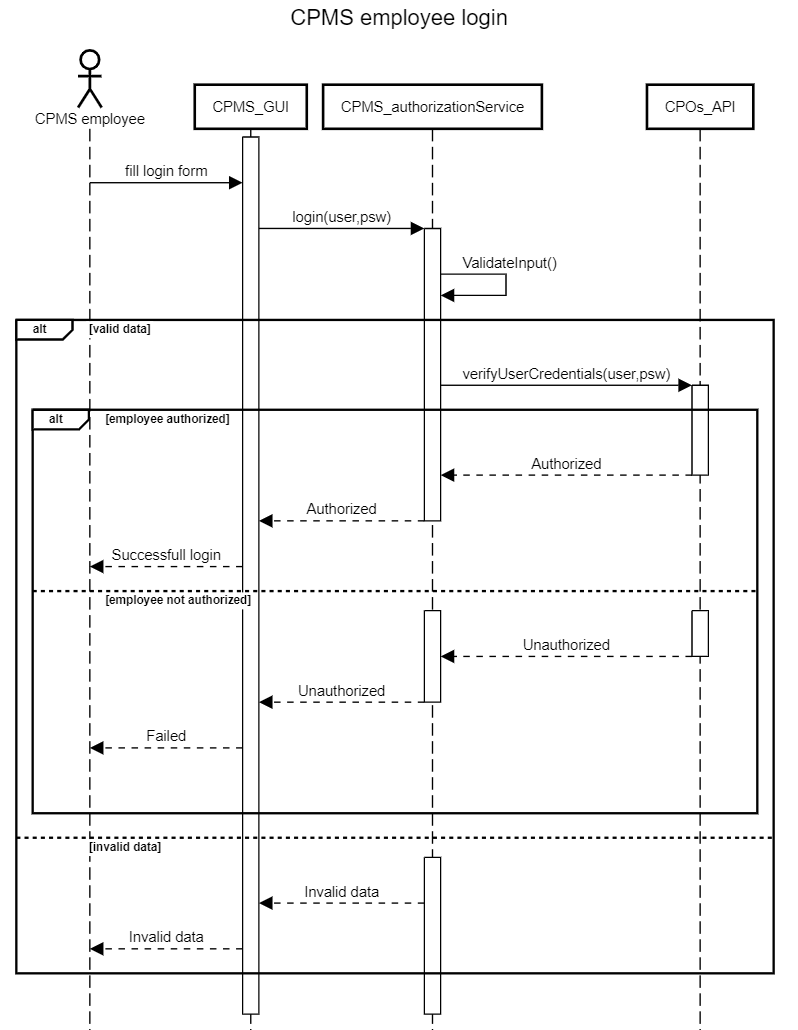 CPMS employee login
CPMS employee
CPMS_GUI
CPMS_authorizationService
CPOs_API
fill login form
login(user,psw)
ValidateInput()
alt
[valid data]
verifyUserCredentials(user,psw)
alt
[employee authorized]
Authorized
Authorized
Successfull login
[employee not authorized]
Unauthorized
Unauthorized
Failed
[invalid data]
Invalid data
Invalid data